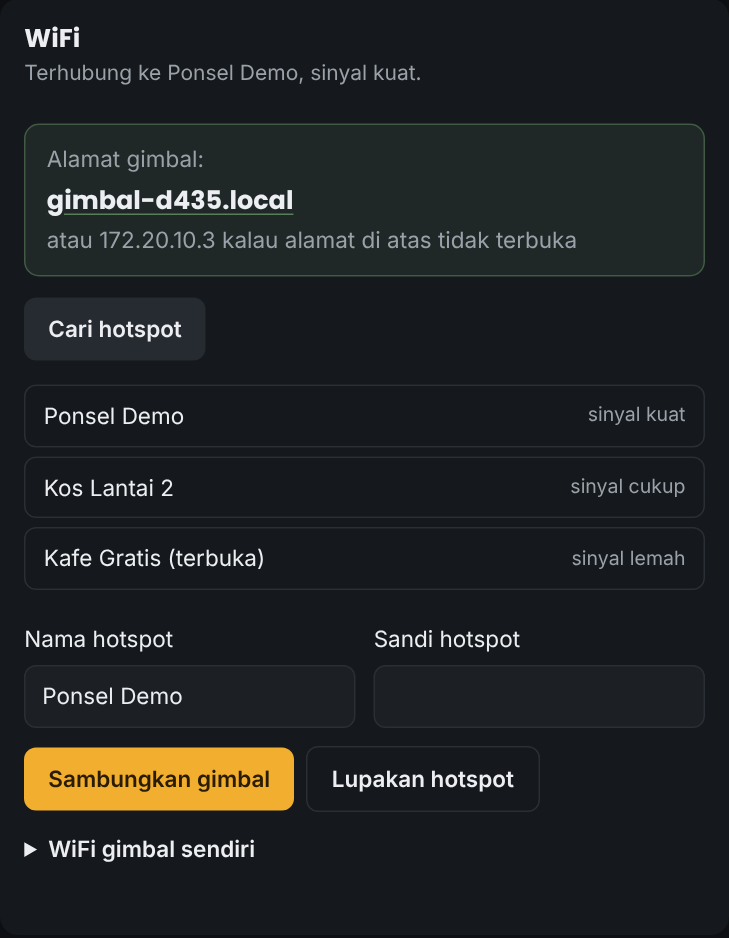 WiFi
Terhubung ke Ponsel Demo, sinyal kuat.
Alamat gimbal:
gimbal-d435.local
atau 172.20.10.3 kalau alamat di atas tidak terbuka
Cari hotspot
Ponsel Demo sinyal kuat
Kos Lantai 2 sinyal cukup
Kafe Gratis (terbuka) sinyal lemah
Nama hotspot Sandi hotspot
Ponsel Demo
Sambungkan gimbal Lupakan hotspot
WiFi gimbal sendiri